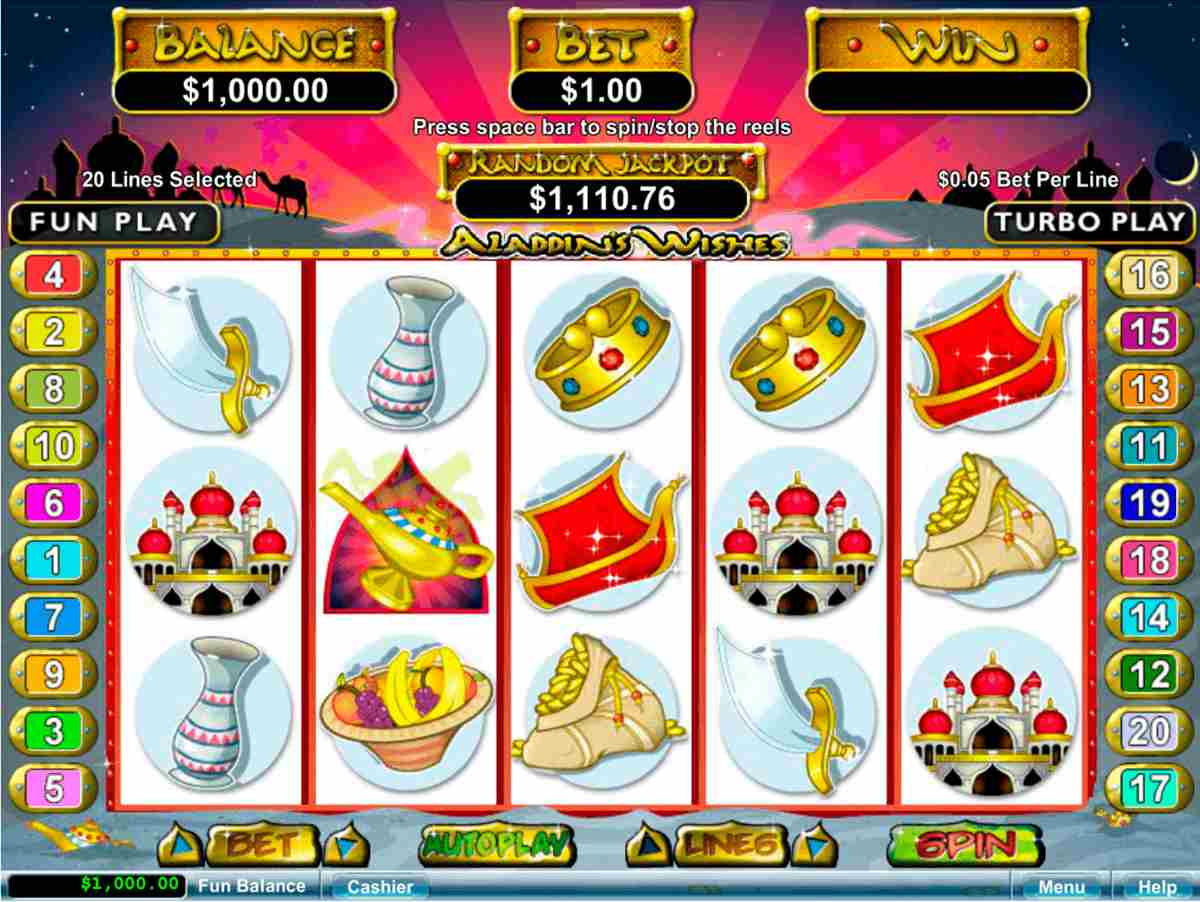 BALANCE
BET
WIN
$1,000.00
$1.00
Press space bar to spin/stop the reels
RANDOM JACKPOT
20 Lines Selected
$0.05 Bet Per Line
$1,110.76
FUN PLAY
TURBO PLAY
ALADDIN'S WISHES
4
16
2
15
8
13
10
11
6
19
1
18
7
14
9
12
3
20
5
17
BET
AUTOPLAY
LINES
SPIN
$1,000.00
Fun Balance
Cashier
Menu
Help